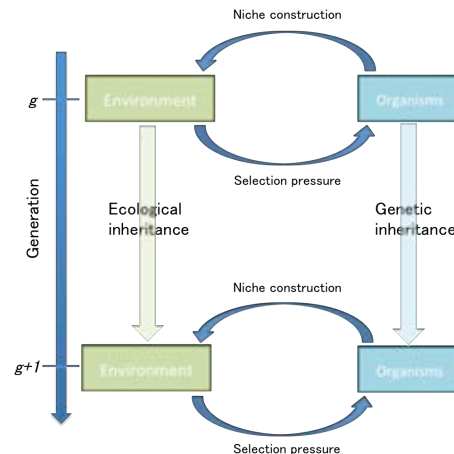 Niche construction
g
Environment
Organisms
Selection pressure
Generation
Ecological
inheritance
Genetic
inheritance
Niche construction
g+1
Environment
Organisms
Selection pressure